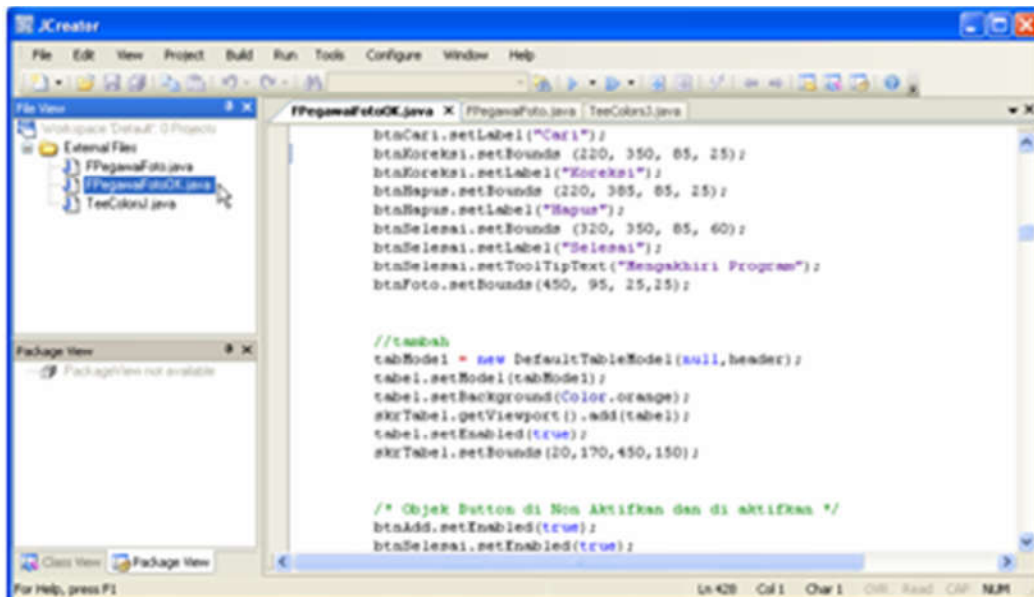 JCreator
File Edit View Project Build Run Tools Configure Window Help
File View
Workspace 'Default': 0 Projects
External Files
FPegawaiFoto.java
FPegawaiFotoOK.java
TeeColorsJ.java
Package View
PackageView not available
Class View Package View
FPegawaiFotoOK.java FPegawaiFoto.java TeeColorsJ.java
btnCari.setLabel("Cari");
btnKoreksi.setBounds (220, 350, 85, 25);
btnKoreksi.setLabel("Koreksi");
btnHapus.setBounds (220, 385, 85, 25);
btnHapus.setLabel("Hapus");
btnSelesai.setBounds (320, 350, 85, 60);
btnSelesai.setLabel("Selesai");
btnSelesai.setToolTipText("Mengakhiri Program");
btnFoto.setBounds(450, 95, 25,25);
//tambah
tabModel = new DefaultTableModel(null,header);
tabel.setModel(tabModel);
tabel.setBackground(Color.orange);
skrTabel.getViewport().add(tabel);
tabel.setEnabled(true);
skrTabel.setBounds(20,170,450,150);
/* Objek Button di Non Aktifkan dan di aktifkan */
btnAdd.setEnabled(true);
btnSelesai.setEnabled(true);
For Help, press F1 Ln 428 Col 1 Char 1 OVR Read CAP NUM